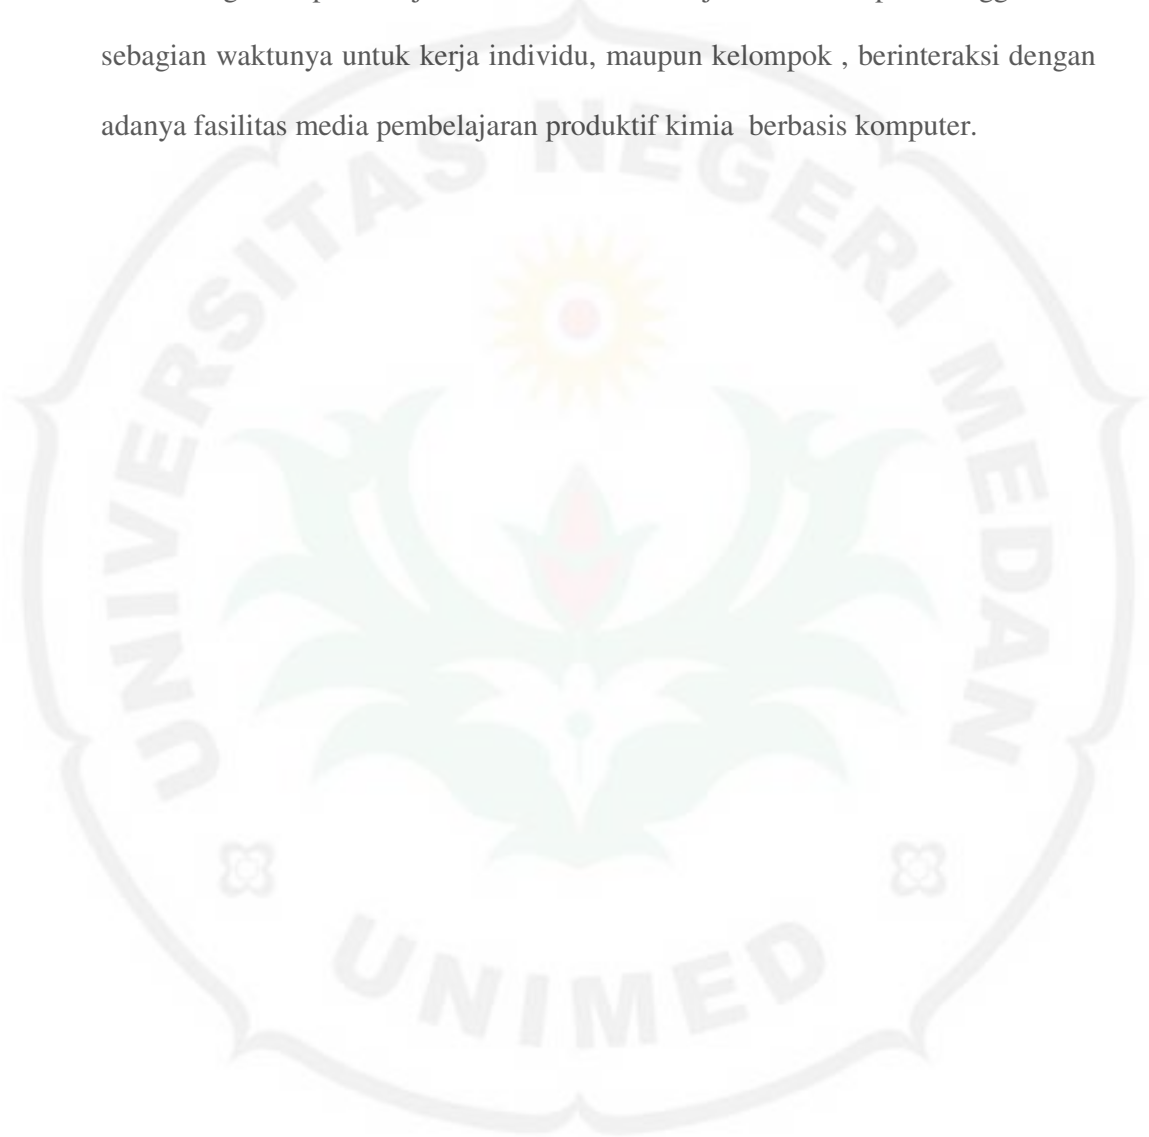 sebagian waktunya untuk kerja individu, maupun kelompok , berinteraksi dengan
adanya fasilitas media pembelajaran produktif kimia berbasis komputer.
UNIVERSITAS NEGERI MEDAN
UNIMED